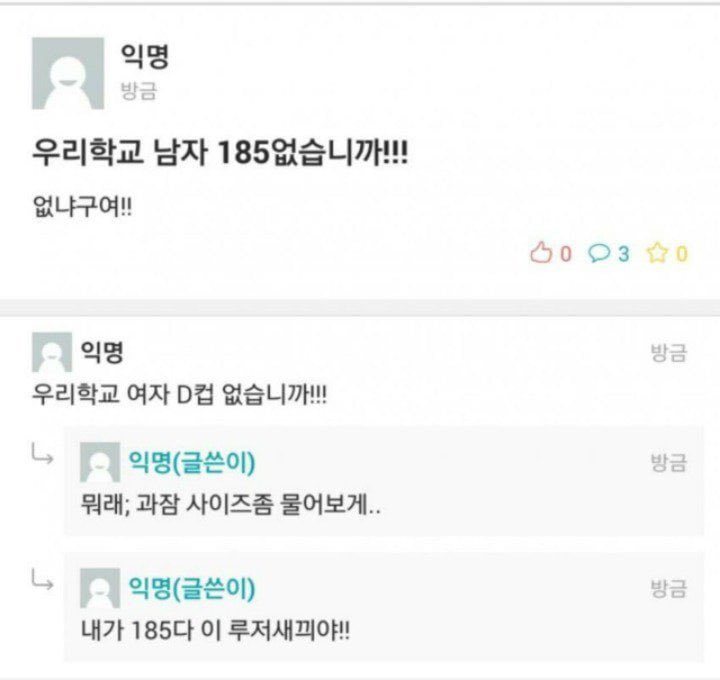 익명
방금
우리학교 남자 185없습니까!!!
없냐구여!!
0 3 0
익명 방금
우리학교 여자 D컵 없습니까!!!
익명(글쓴이) 방금
뭐래; 과잠 사이즈좀 물어보게..
익명(글쓴이) 방금
내가 185다 이 루저새끠야!!